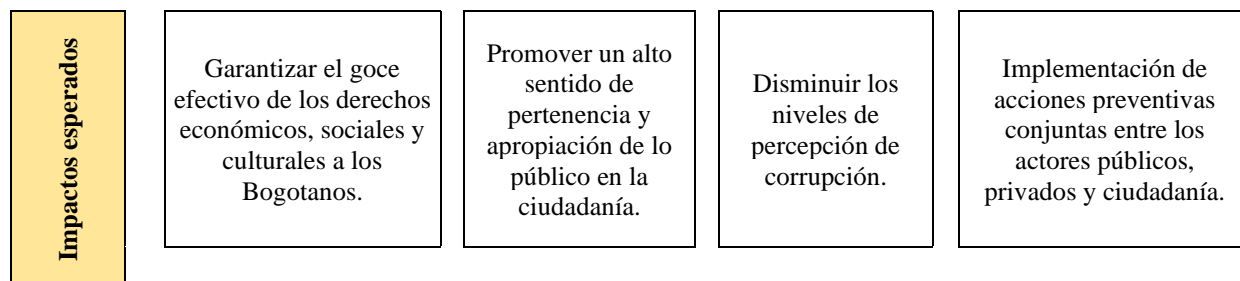 Impactos esperados
Garantizar el goce
efectivo de los derechos
económicos, sociales y
culturales a los
Bogotanos.
Promover un alto
sentido de
pertenencia y
apropiación de lo
público en la
ciudadanía.
Disminuir los
niveles de
percepción de
corrupción.
Implementación de
acciones preventivas
conjuntas entre los
actores públicos,
privados y ciudadanía.